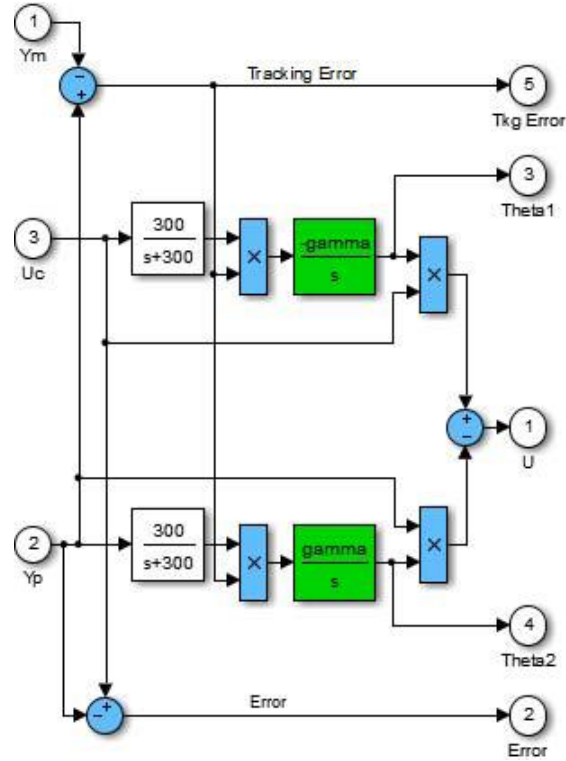 1
Ym
−
+
Tracking Error
5
Tkg Error
3
Theta1
3
Uc
300
s+300
×
-gamma
s
×
+
−
1
U
2
Yp
300
s+300
×
gamma
s
×
4
Theta2
+
−
Error
2
Error